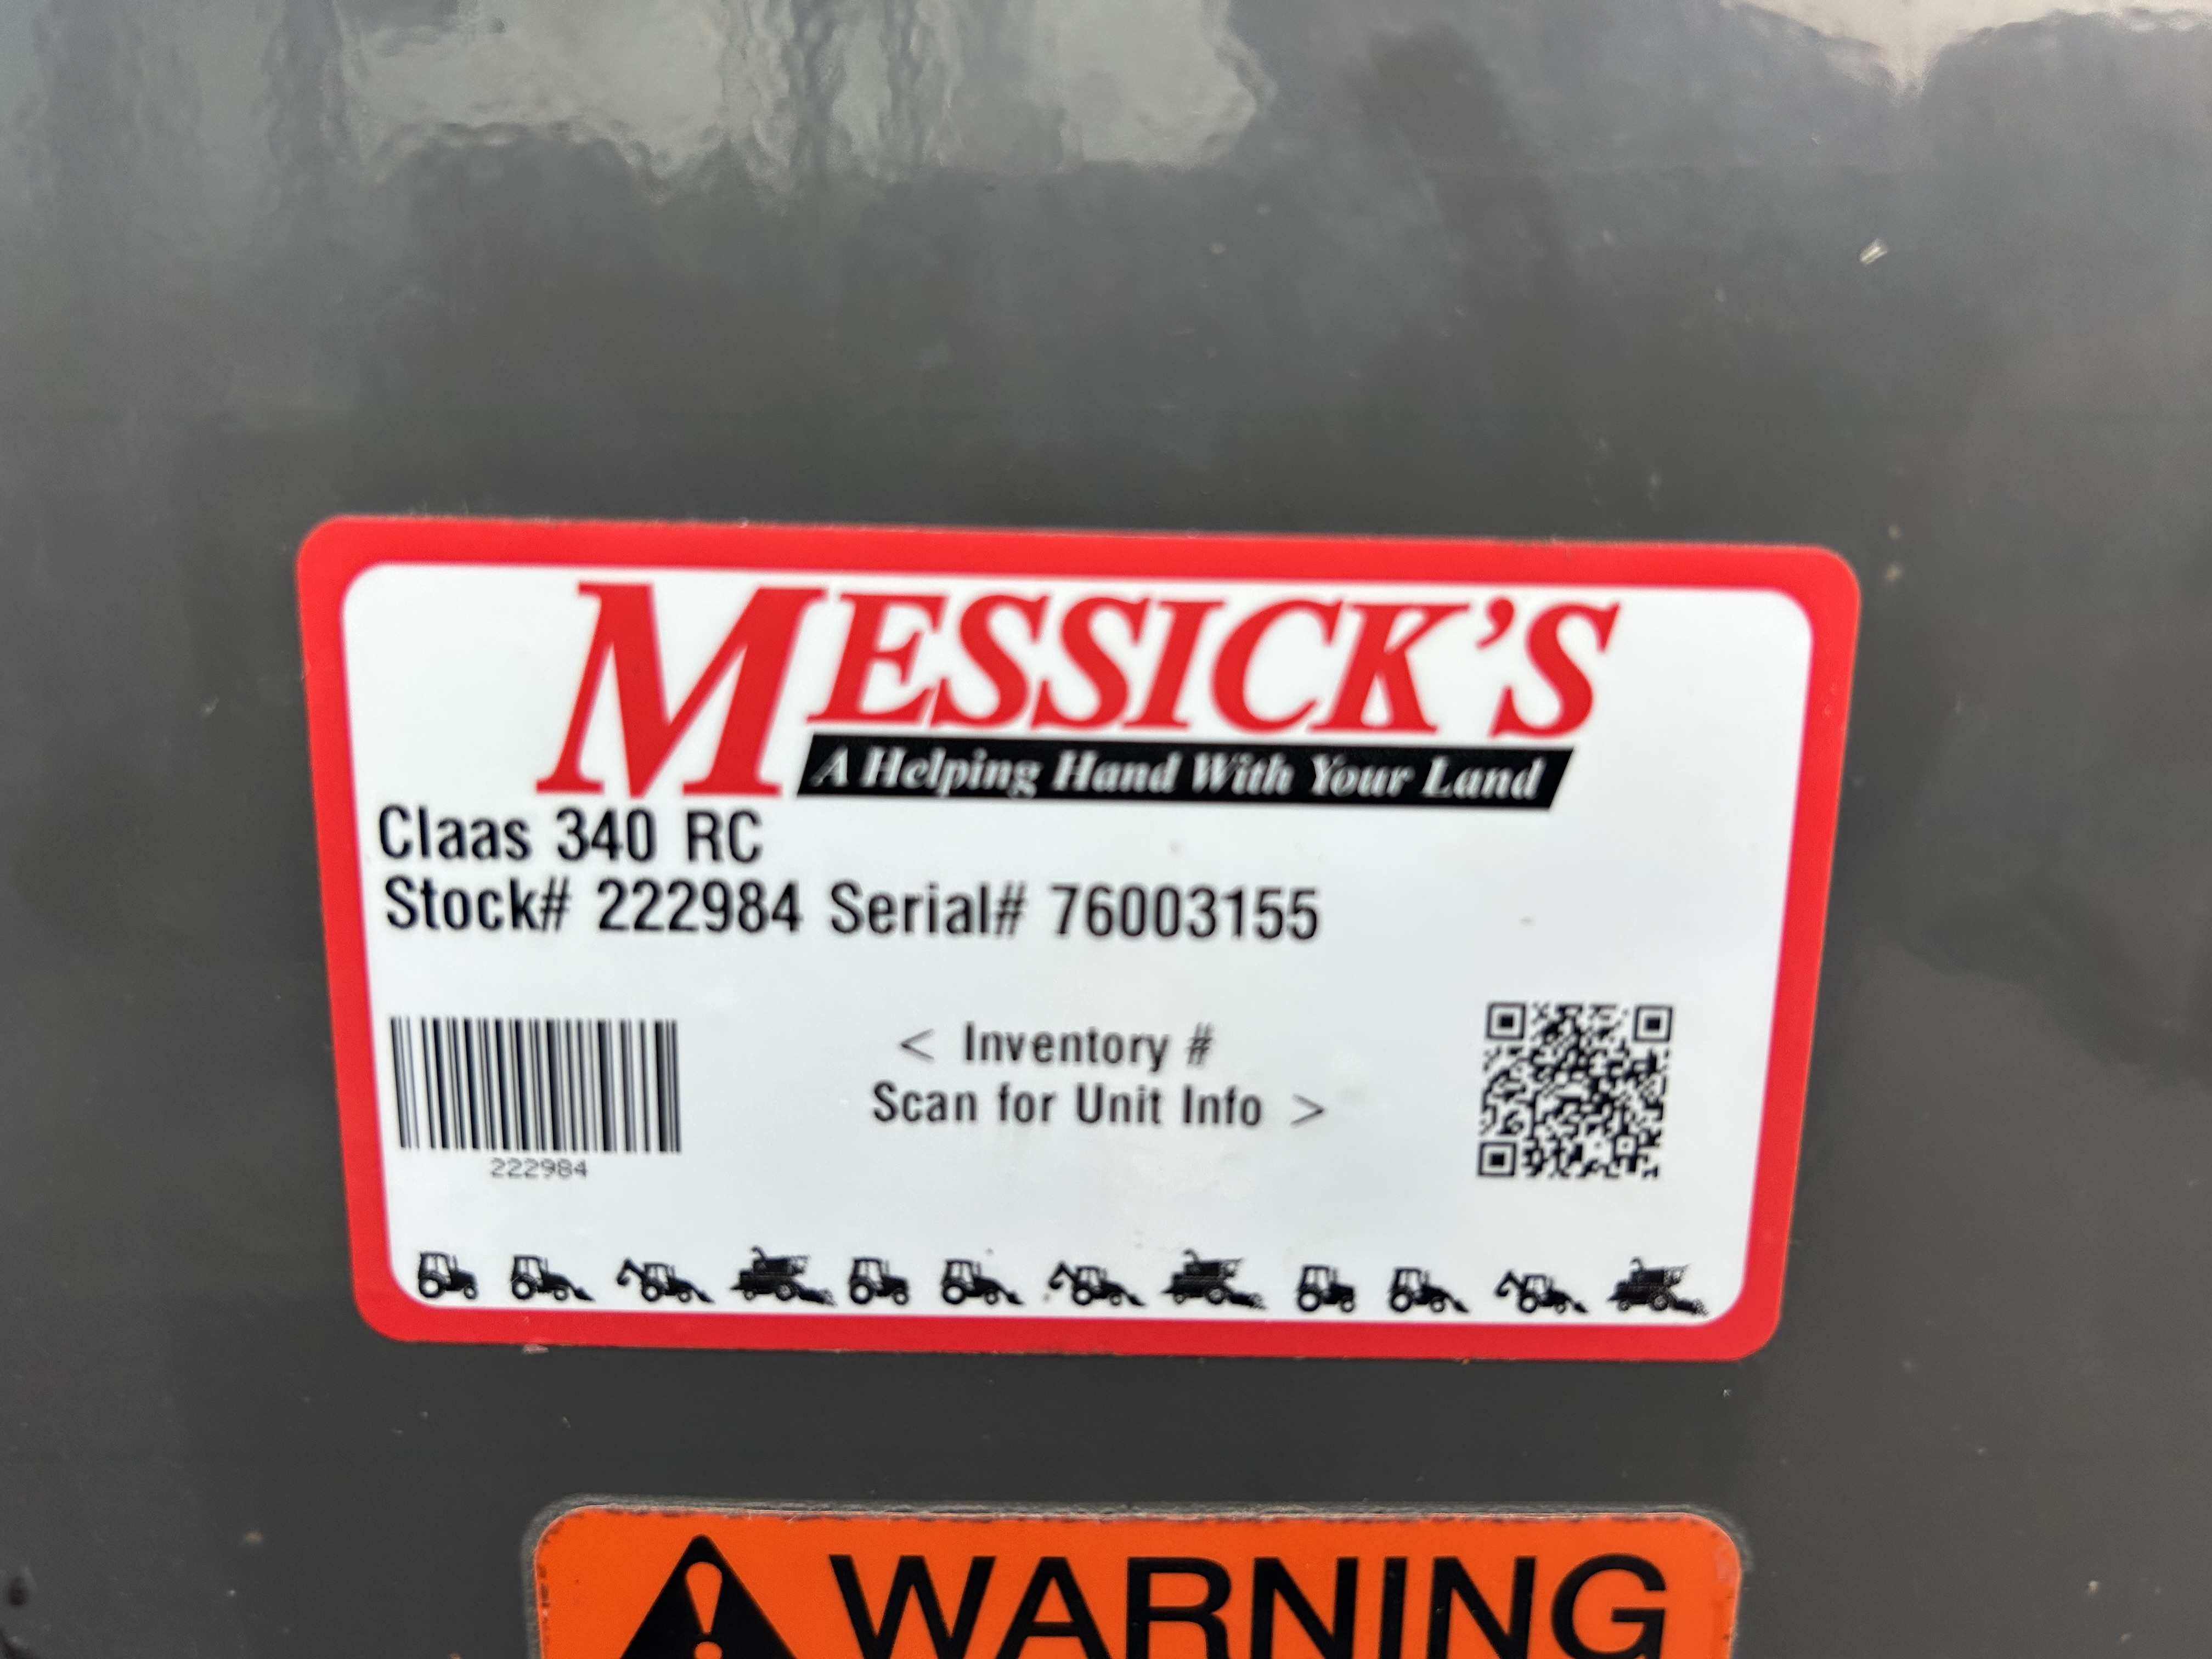 MESSICK'S
A Helping Hand With Your Land
Claas 340 RC
Stock# 222984 Serial# 76003155
< Inventory #
Scan for Unit Info >
222984
WARNING